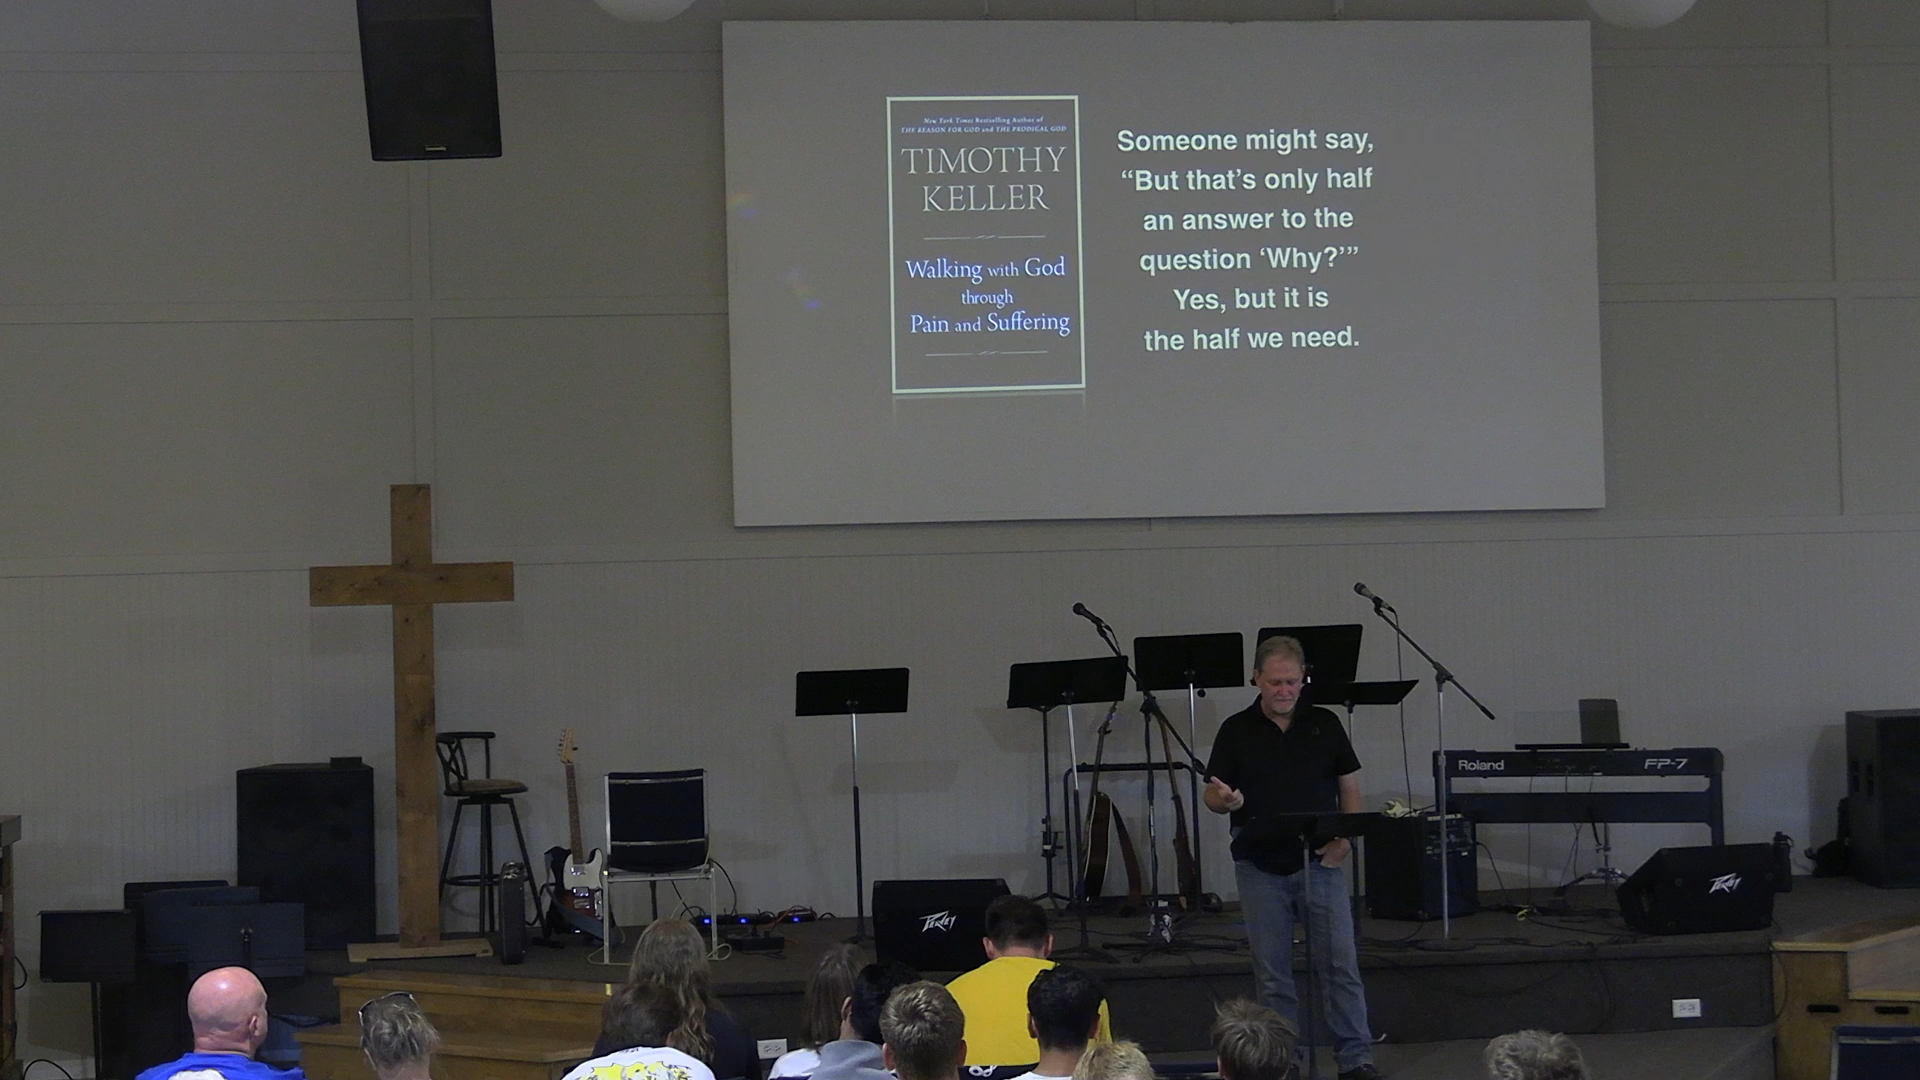 New York Times Bestselling Author of
THE REASON FOR GOD and THE PRODIGAL GOD
TIMOTHY
KELLER
Walking with God
through
Pain and Suffering
Someone might say,
“But that’s only half
an answer to the
question ‘Why?’”
Yes, but it is
the half we need.
Roland
FP-7
PEAVEY
PEAVEY